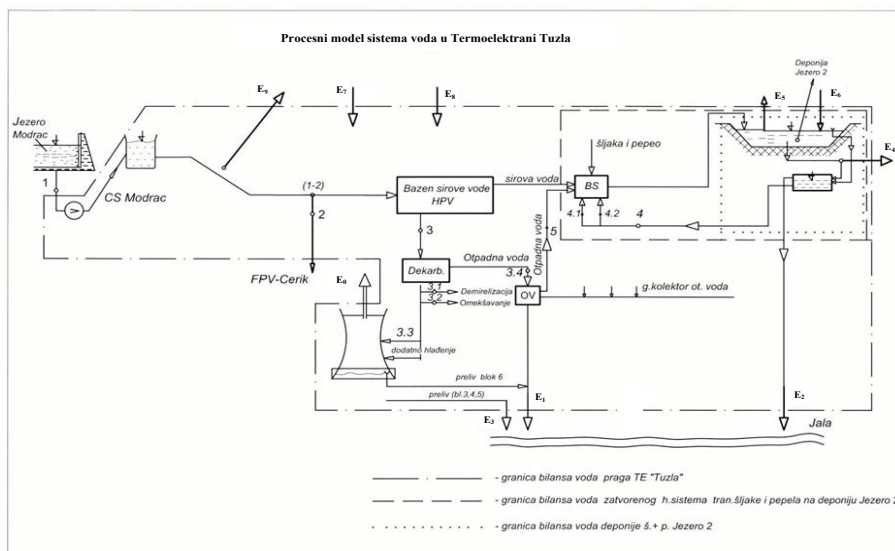 Procesni model sistema voda u Termoelektrani Tuzla
Deponija
Jezero 2
E₉
E₇
E₈
E₅
E₆
Jezero
Modrac
šljaka i pepeo
E₄
1
CS Modrac
(1-2)
Bazen sirove vode
HPV
sirova voda
BS
2
3
4.1
4.2
4
5
Otpadna voda
FPV-Cerik
E₀
Dekarb.
Otpadna voda
3.4
3.1
Demirelizacija
3.2
Omekšavanje
OV
g.kolektor ot. voda
3.3
dodatno hlađenje
preliv blok 6
preliv (bl.3,4,5)
E₃
E₁
E₂
Jala
- granica bilansa voda praga TE "Tuzla"
- granica bilansa voda zatvorenog h.sistema tran.šljake i pepela na deponiju Jezero 2
- granica bilansa voda deponije š.+ p. Jezero 2